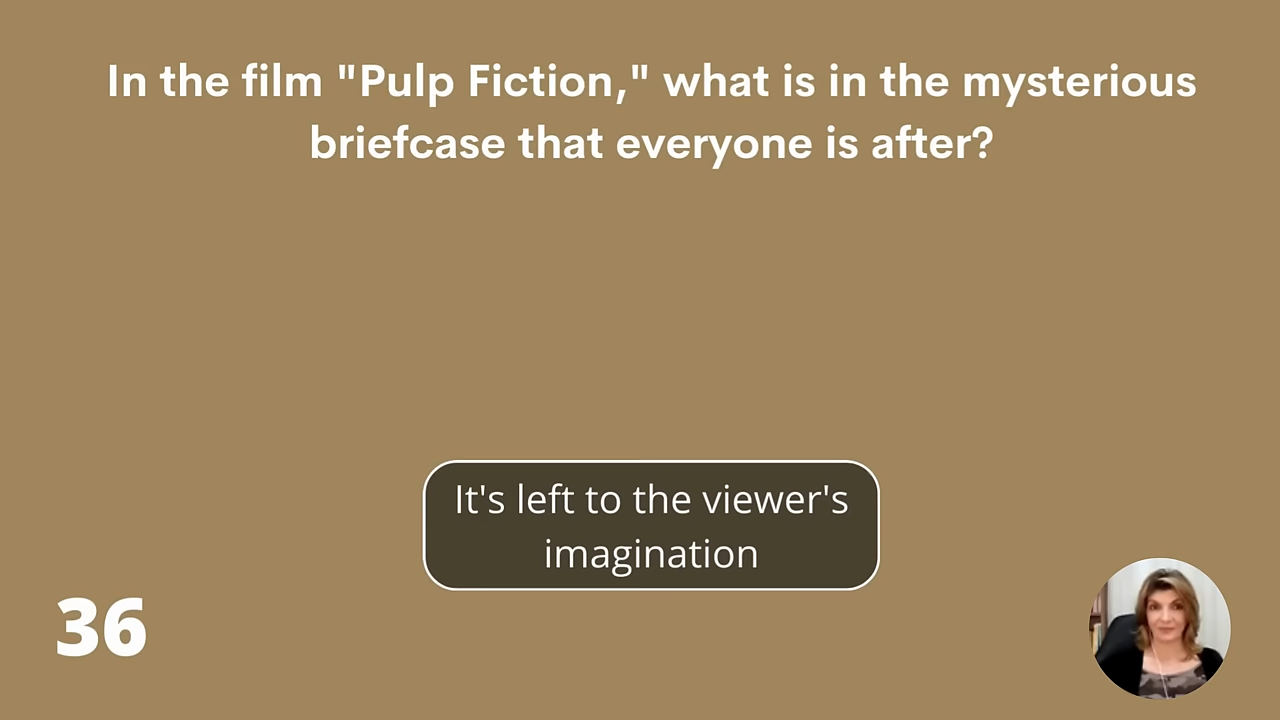 In the film "Pulp Fiction," what is in the mysterious
briefcase that everyone is after?
It's left to the viewer's
imagination
36